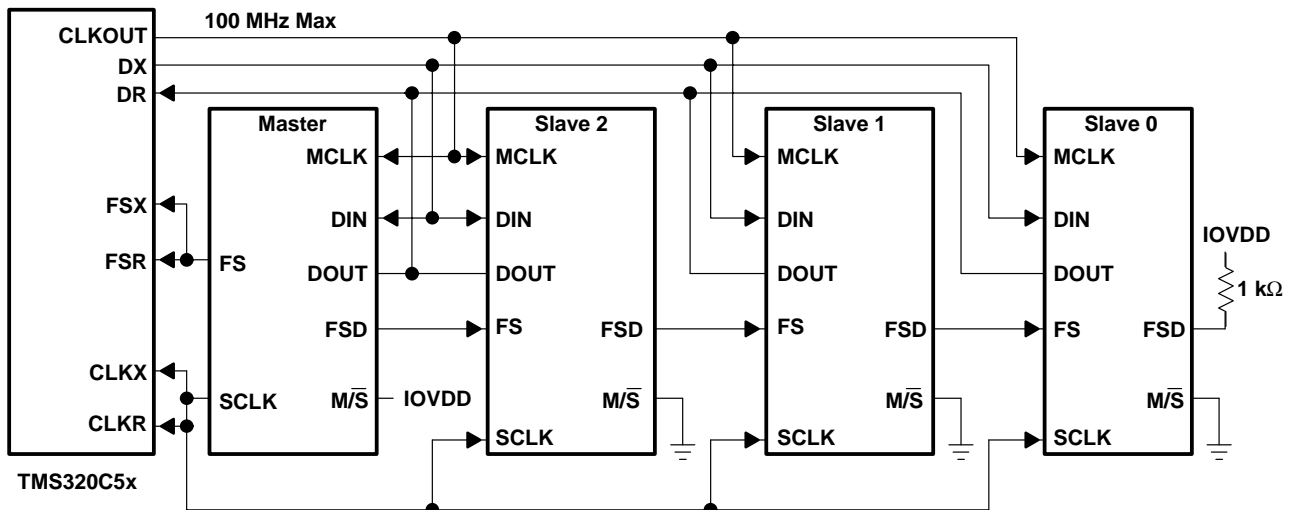 100 MHz Max
CLKOUT
DX
DR
FSX
FSR
CLKX
CLKR
TMS320C5x
Master
MCLK
DIN
DOUT
FS
FSD
SCLK
M/S̅
IOVDD
Slave 2
MCLK
DIN
DOUT
FS
FSD
M/S̅
SCLK
Slave 1
MCLK
DIN
DOUT
FS
FSD
M/S̅
SCLK
Slave 0
MCLK
DIN
DOUT
FS
FSD
M/S̅
SCLK
IOVDD
1 kΩ